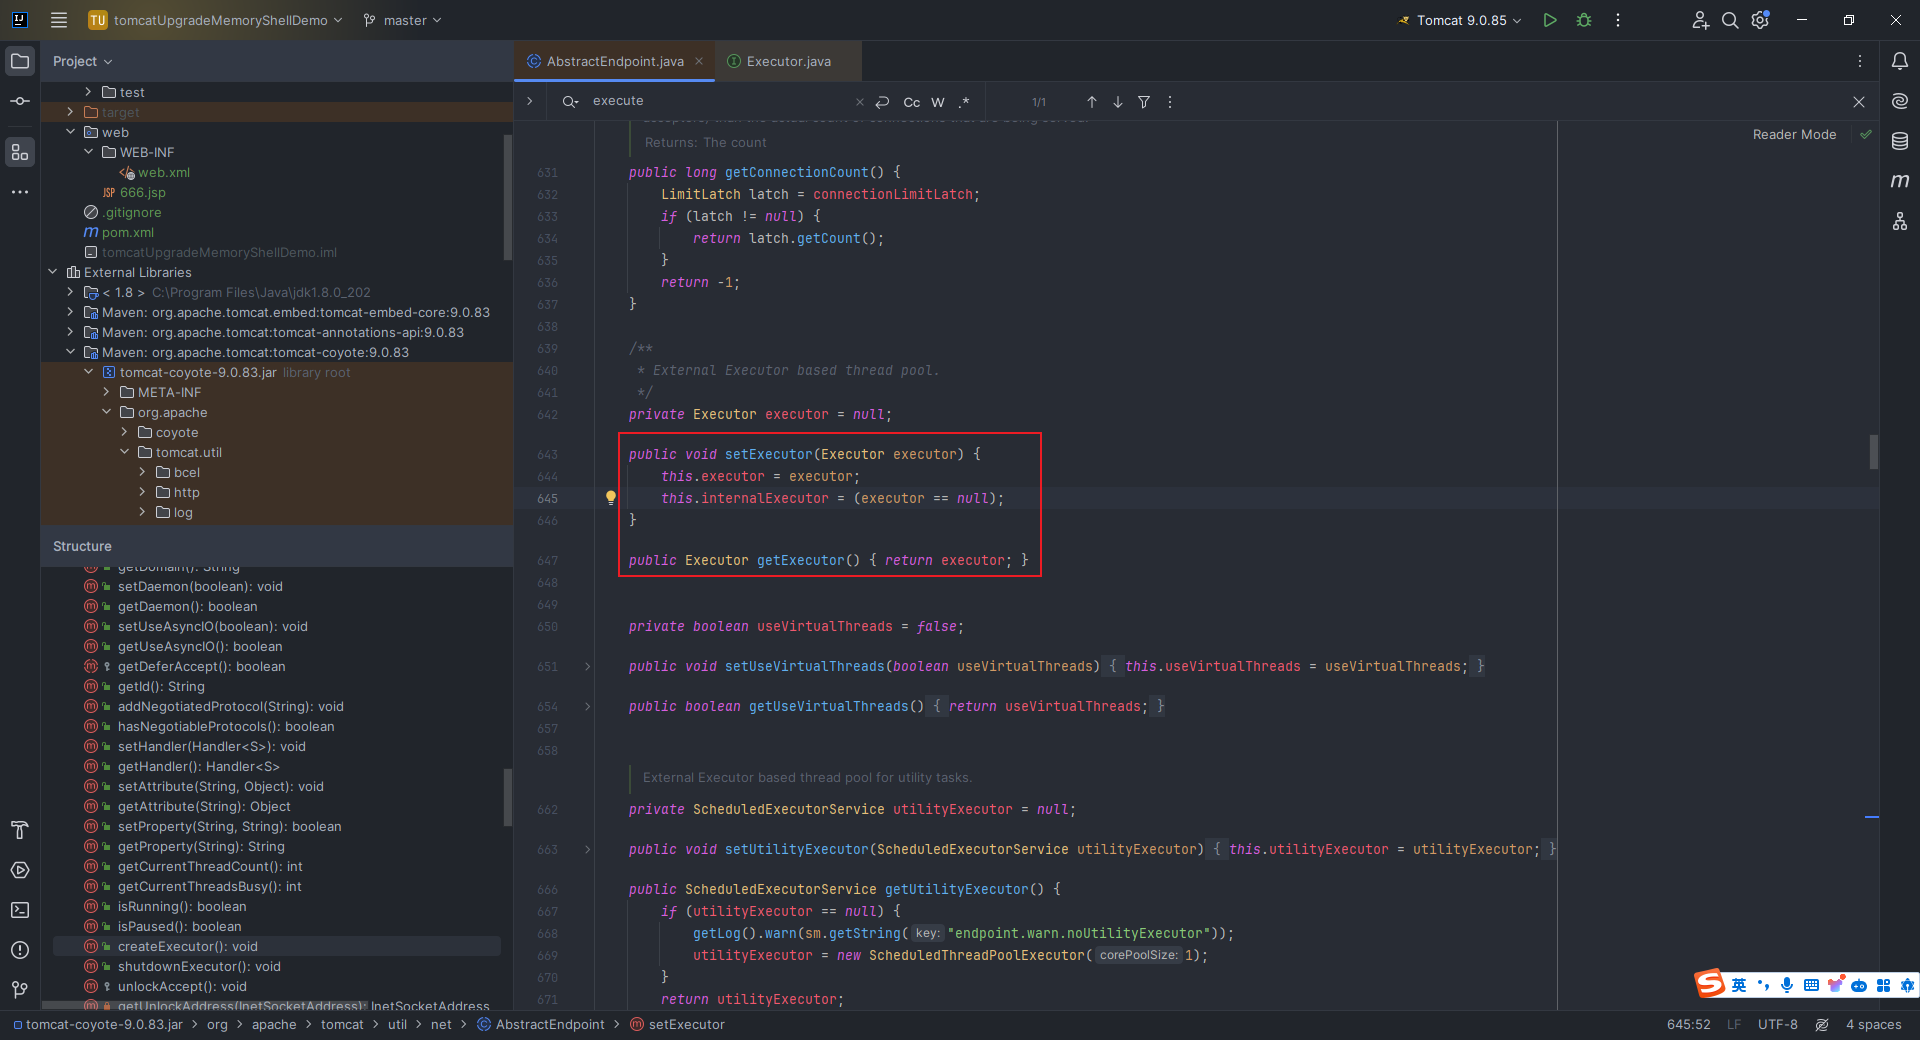 TU tomcatUpgradeMemoryShellDemo master Tomcat 9.0.85
Project
test
target
web
WEB-INF
web.xml
JSP 666.jsp
.gitignore
m pom.xml
tomcatUpgradeMemoryShellDemo.iml
External Libraries
< 1.8 > C:\Program Files\Java\jdk1.8.0_202
Maven: org.apache.tomcat.embed:tomcat-embed-core:9.0.83
Maven: org.apache.tomcat:tomcat-annotations-api:9.0.83
Maven: org.apache.tomcat:tomcat-coyote:9.0.83
tomcat-coyote-9.0.83.jar library root
META-INF
org.apache
coyote
tomcat.util
bcel
http
log
Structure
getDomain(): String
setDaemon(boolean): void
getDaemon(): boolean
setUseAsyncIO(boolean): void
getUseAsyncIO(): boolean
getDeferAccept(): boolean
getId(): String
addNegotiatedProtocol(String): void
hasNegotiableProtocols(): boolean
setHandler(Handler<S>): void
getHandler(): Handler<S>
setAttribute(String, Object): void
getAttribute(String): Object
setProperty(String, String): boolean
getProperty(String): String
getCurrentThreadCount(): int
getCurrentThreadsBusy(): int
isRunning(): boolean
isPaused(): boolean
createExecutor(): void
shutdownExecutor(): void
unlockAccept(): void
getUnlockAddress(InetSocketAddress): InetSocketAddress
AbstractEndpoint.java Executor.java
execute Cc W .* 1/1
Reader Mode
Returns: The count
631 public long getConnectionCount() {
632 LimitLatch latch = connectionLimitLatch;
633 if (latch != null) {
634 return latch.getCount();
635 }
636 return -1;
637 }
638
639 /**
640 * External Executor based thread pool.
641 */
642 private Executor executor = null;
643 public void setExecutor(Executor executor) {
644 this.executor = executor;
645 this.internalExecutor = (executor == null);
646 }
647 public Executor getExecutor() { return executor; }
648
649
650 private boolean useVirtualThreads = false;
651 public void setUseVirtualThreads(boolean useVirtualThreads) { this.useVirtualThreads = useVirtualThreads; }
654 public boolean getUseVirtualThreads() { return useVirtualThreads; }
657
658
External Executor based thread pool for utility tasks.
662 private ScheduledExecutorService utilityExecutor = null;
663 public void setUtilityExecutor(ScheduledExecutorService utilityExecutor) { this.utilityExecutor = utilityExecutor; }
666 public ScheduledExecutorService getUtilityExecutor() {
667 if (utilityExecutor == null) {
668 getLog().warn(sm.getString( key: "endpoint.warn.noUtilityExecutor"));
669 utilityExecutor = new ScheduledThreadPoolExecutor( corePoolSize: 1);
670 }
671 return utilityExecutor;
S 英
tomcat-coyote-9.0.83.jar > org > apache > tomcat > util > net > AbstractEndpoint > setExecutor 645:52 LF UTF-8 4 spaces